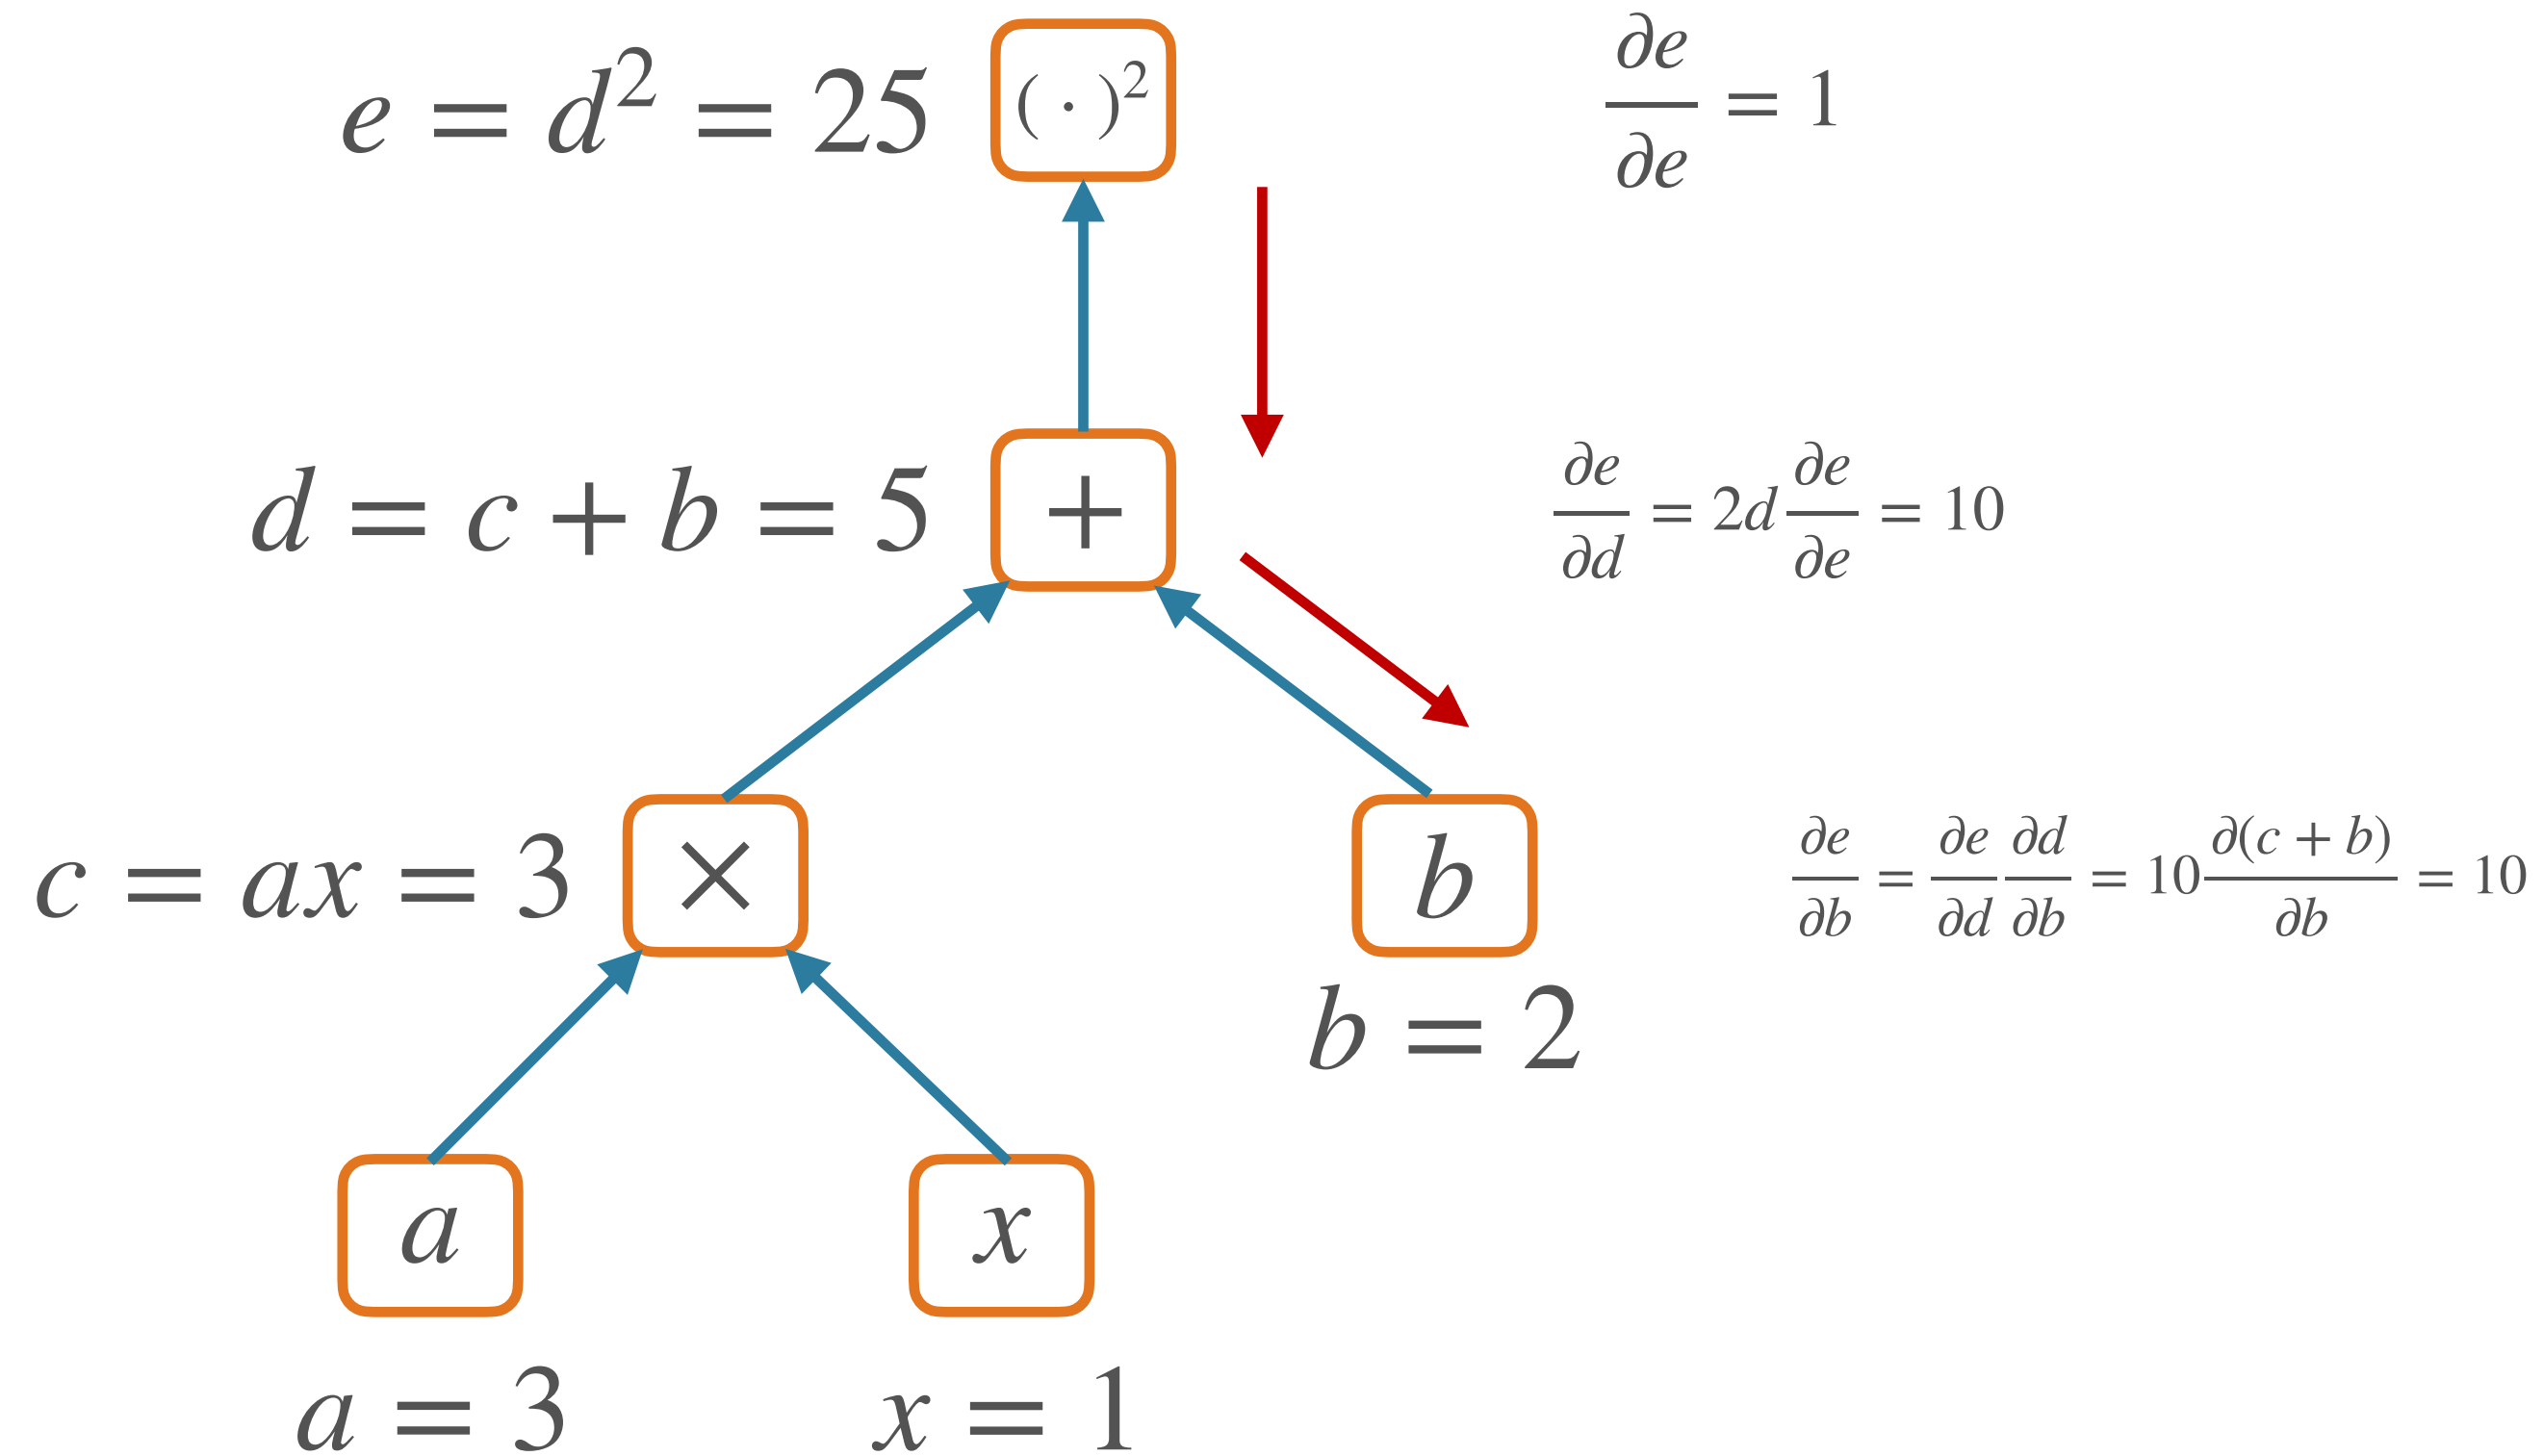 e = d² = 25
( · )²
∂e/∂e = 1
d = c + b = 5
+
∂e/∂d = 2d ∂e/∂e = 10
c = ax = 3
×
b
∂e/∂b = ∂e/∂d ∂d/∂b = 10 ∂(c + b)/∂b = 10
b = 2
a
x
a = 3
x = 1